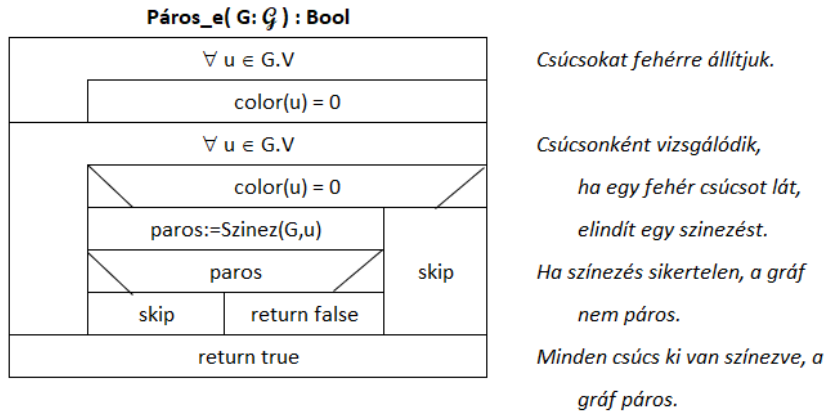 Páros_e( G: 𝒢 ) : Bool
∀ u ∈ G.V
Csúcsokat fehérre állítjuk.
color(u) = 0
∀ u ∈ G.V
Csúcsonként vizsgálódik,
color(u) = 0
ha egy fehér csúcsot lát,
paros:=Szinez(G,u)
skip
elindít egy szinezést.
paros
Ha színezés sikertelen, a gráf
skip
return false
nem páros.
return true
Minden csúcs ki van színezve, a
gráf páros.